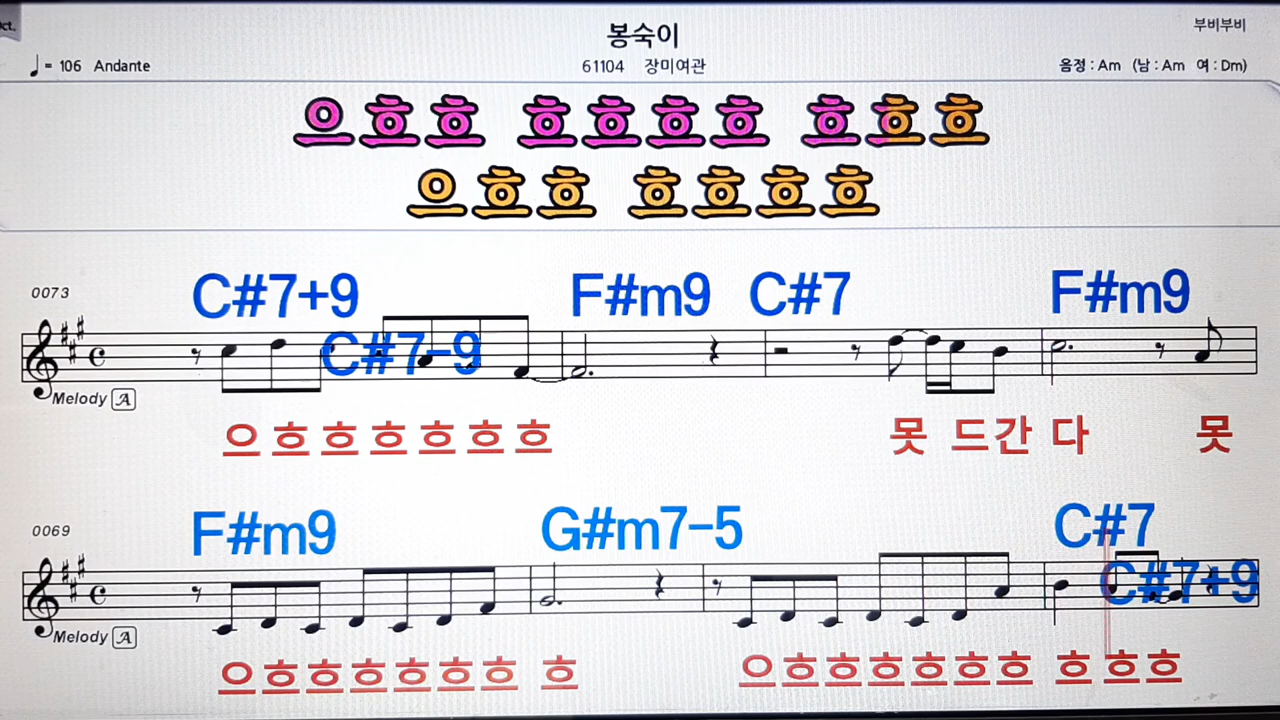 봉숙이
부비부비
♩= 106 Andante
61104 장미여관
음정 : Am (남 : Am 여 : Dm)
으흐흐 흐흐흐흐 흐흐흐
으흐흐 흐흐흐흐
0073
C#7+9 F#m9 C#7 F#m9
C#7-9
Melody A
으흐흐흐흐흐흐 못 드간 다 못
0069
F#m9 G#m7-5 C#7
C#7+9
Melody A
으흐흐흐흐흐흐 흐 으흐흐흐흐흐흐 흐 흐흐